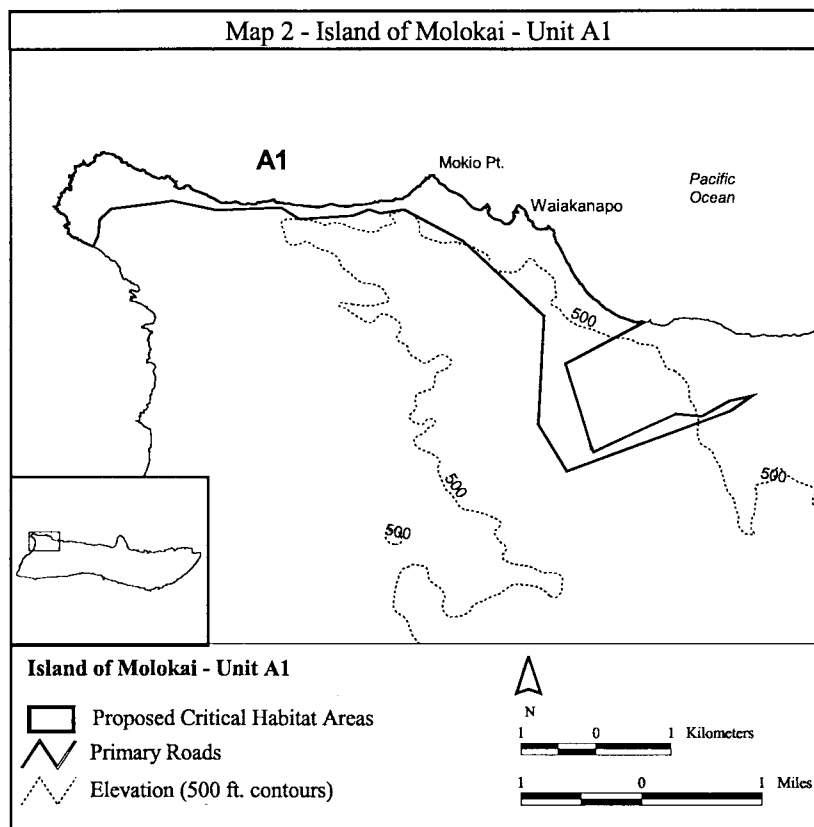 Map 2 - Island of Molokai - Unit A1
A1
Mokio Pt.
Waiakanapo
Pacific
Ocean
500
500
500
500
Island of Molokai - Unit A1
Proposed Critical Habitat Areas
Primary Roads
Elevation (500 ft. contours)
N
1 0 1 Kilometers
1 0 1 Miles